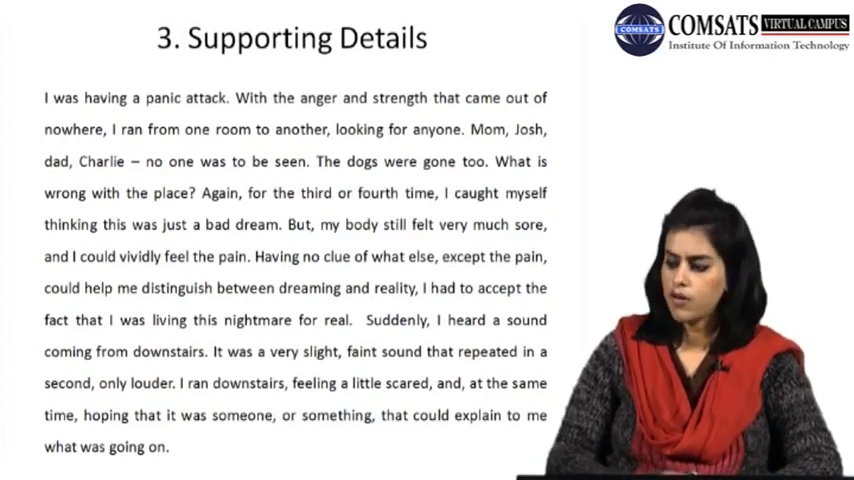 3. Supporting Details
COMSATS
COMSATS VIRTUAL CAMPUS
Institute Of Information Technology
I was having a panic attack. With the anger and strength that came out of
nowhere, I ran from one room to another, looking for anyone. Mom, Josh,
dad, Charlie – no one was to be seen. The dogs were gone too. What is
wrong with the place? Again, for the third or fourth time, I caught myself
thinking this was just a bad dream. But, my body still felt very much sore,
and I could vividly feel the pain. Having no clue of what else, except the pain,
could help me distinguish between dreaming and reality, I had to accept the
fact that I was living this nightmare for real. Suddenly, I heard a sound
coming from downstairs. It was a very slight, faint sound that repeated in a
second, only louder. I ran downstairs, feeling a little scared, and, at the same
time, hoping that it was someone, or something, that could explain to me
what was going on.